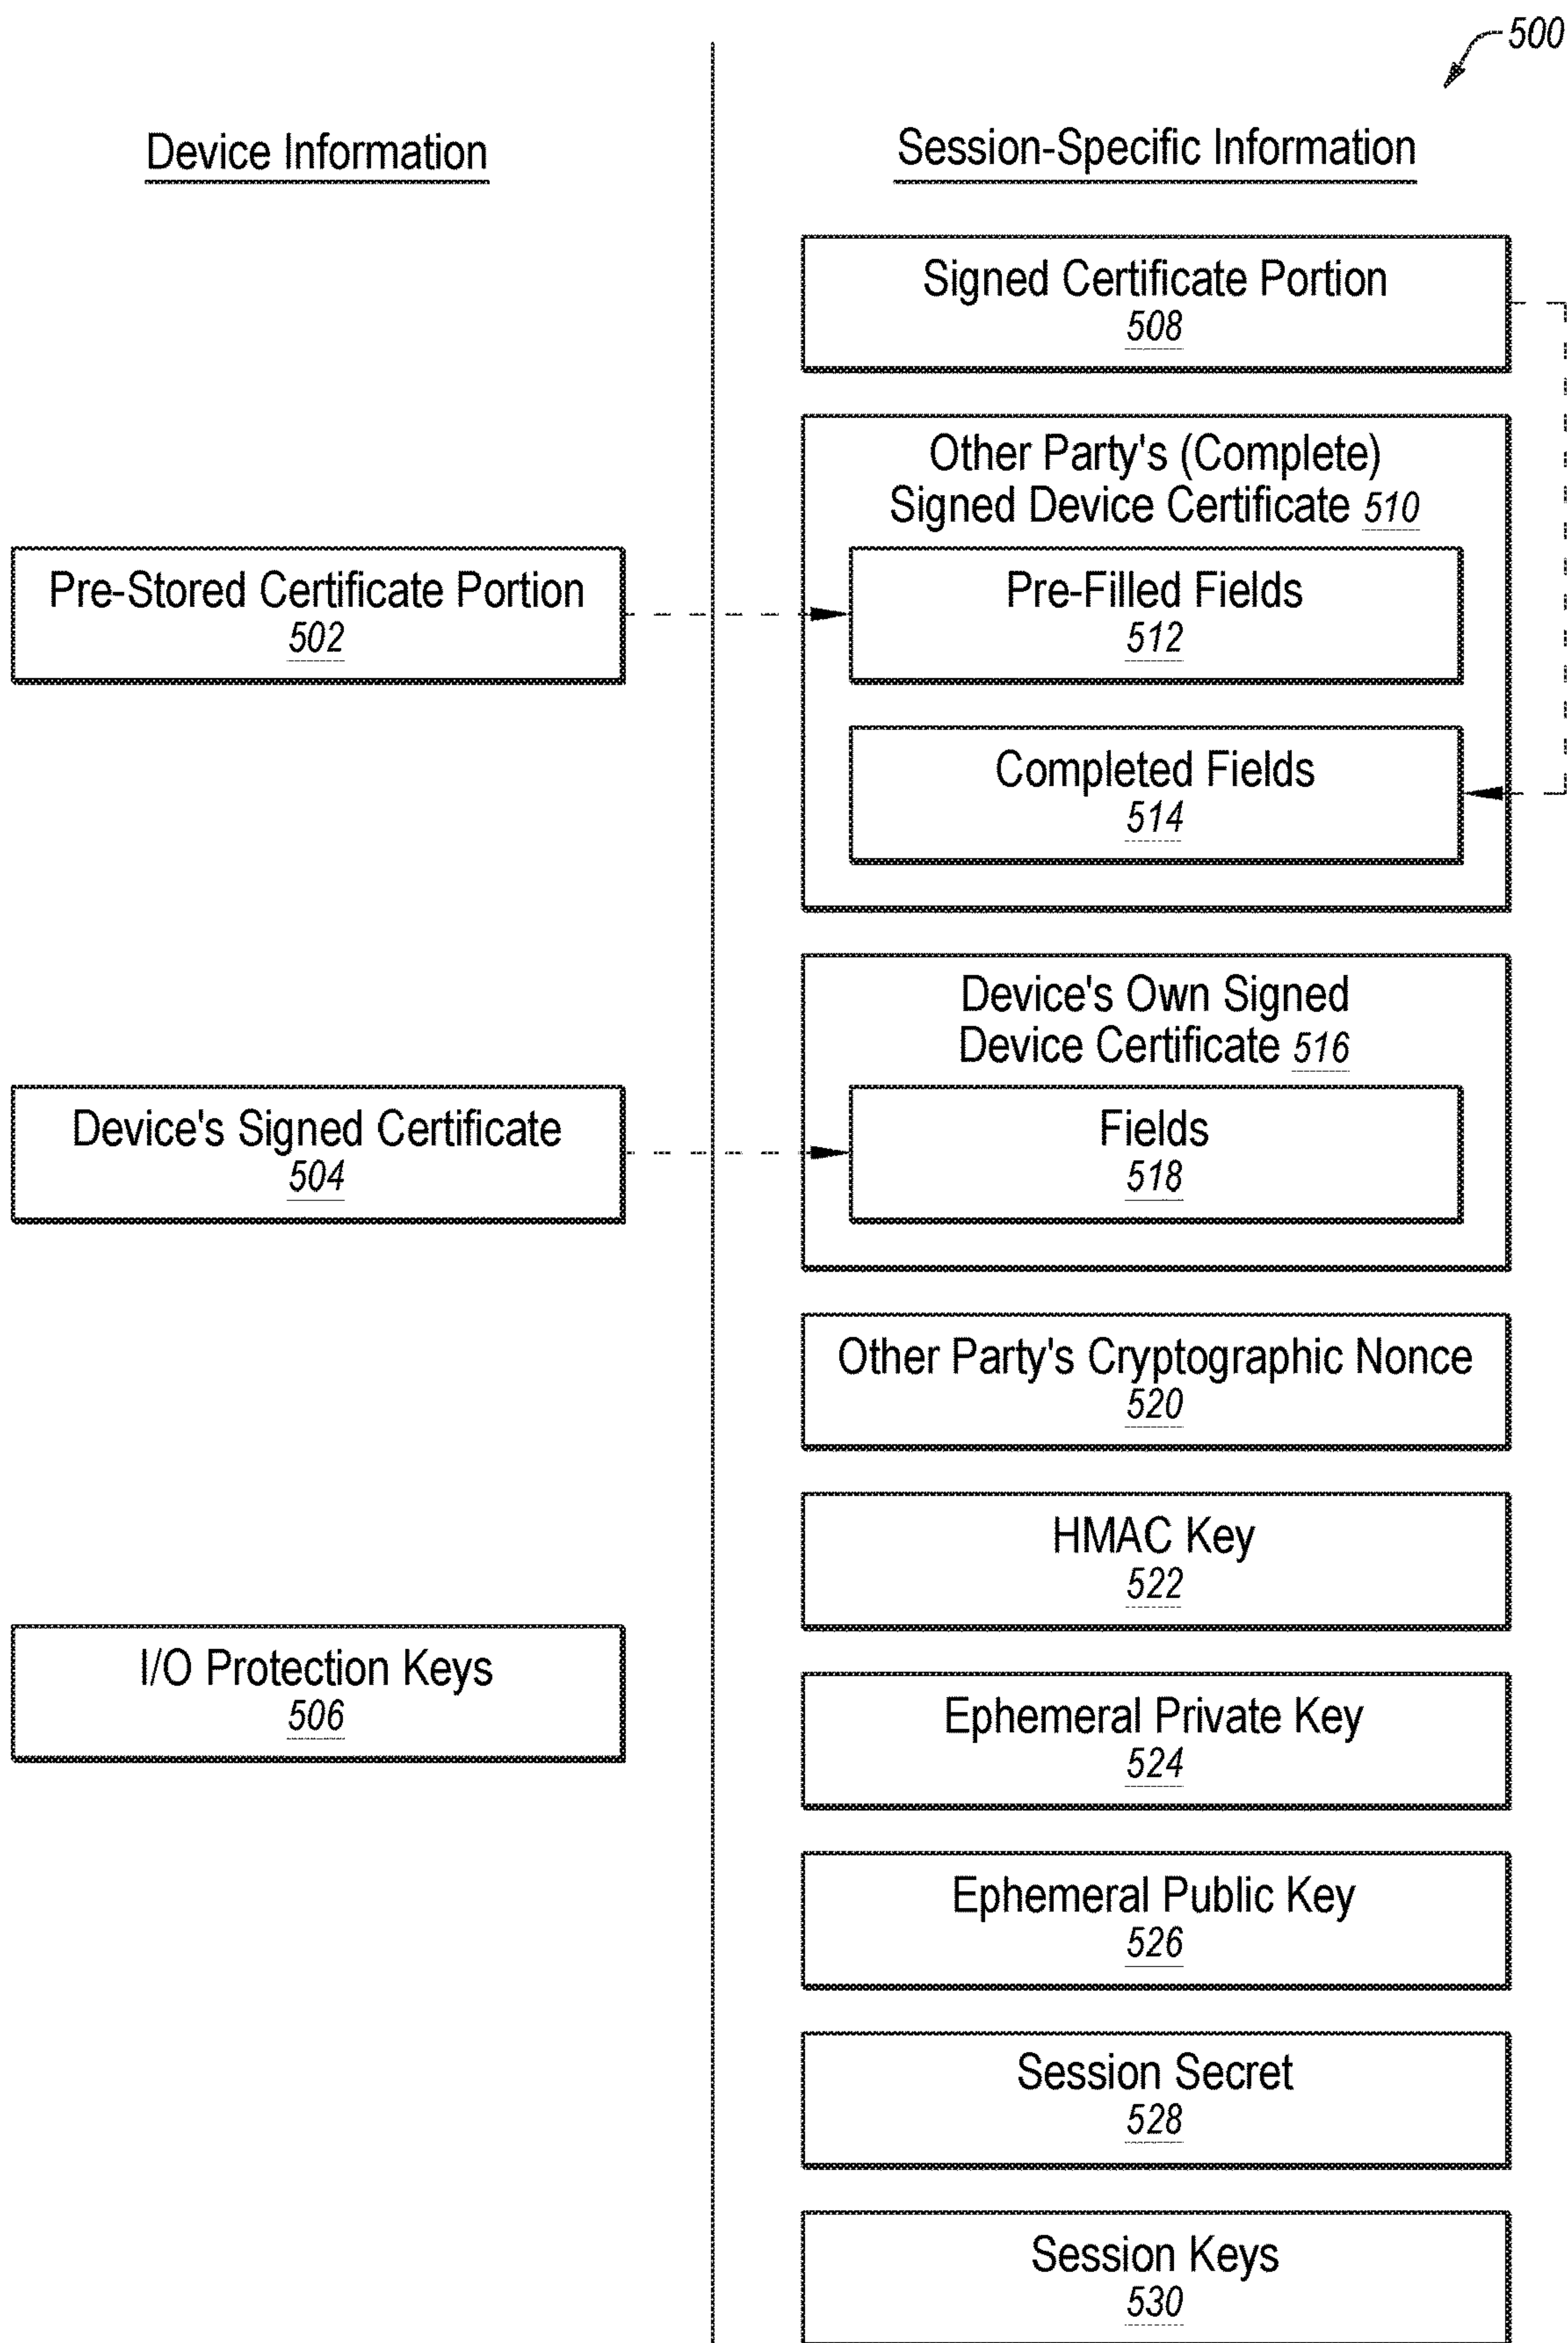 500
Device Information
Session-Specific Information
Signed Certificate Portion
508
Other Party's (Complete)
Signed Device Certificate 510
Pre-Stored Certificate Portion
502
Pre-Filled Fields
512
Completed Fields
514
Device's Own Signed
Device Certificate 516
Device's Signed Certificate
504
Fields
518
Other Party's Cryptographic Nonce
520
HMAC Key
522
I/O Protection Keys
506
Ephemeral Private Key
524
Ephemeral Public Key
526
Session Secret
528
Session Keys
530